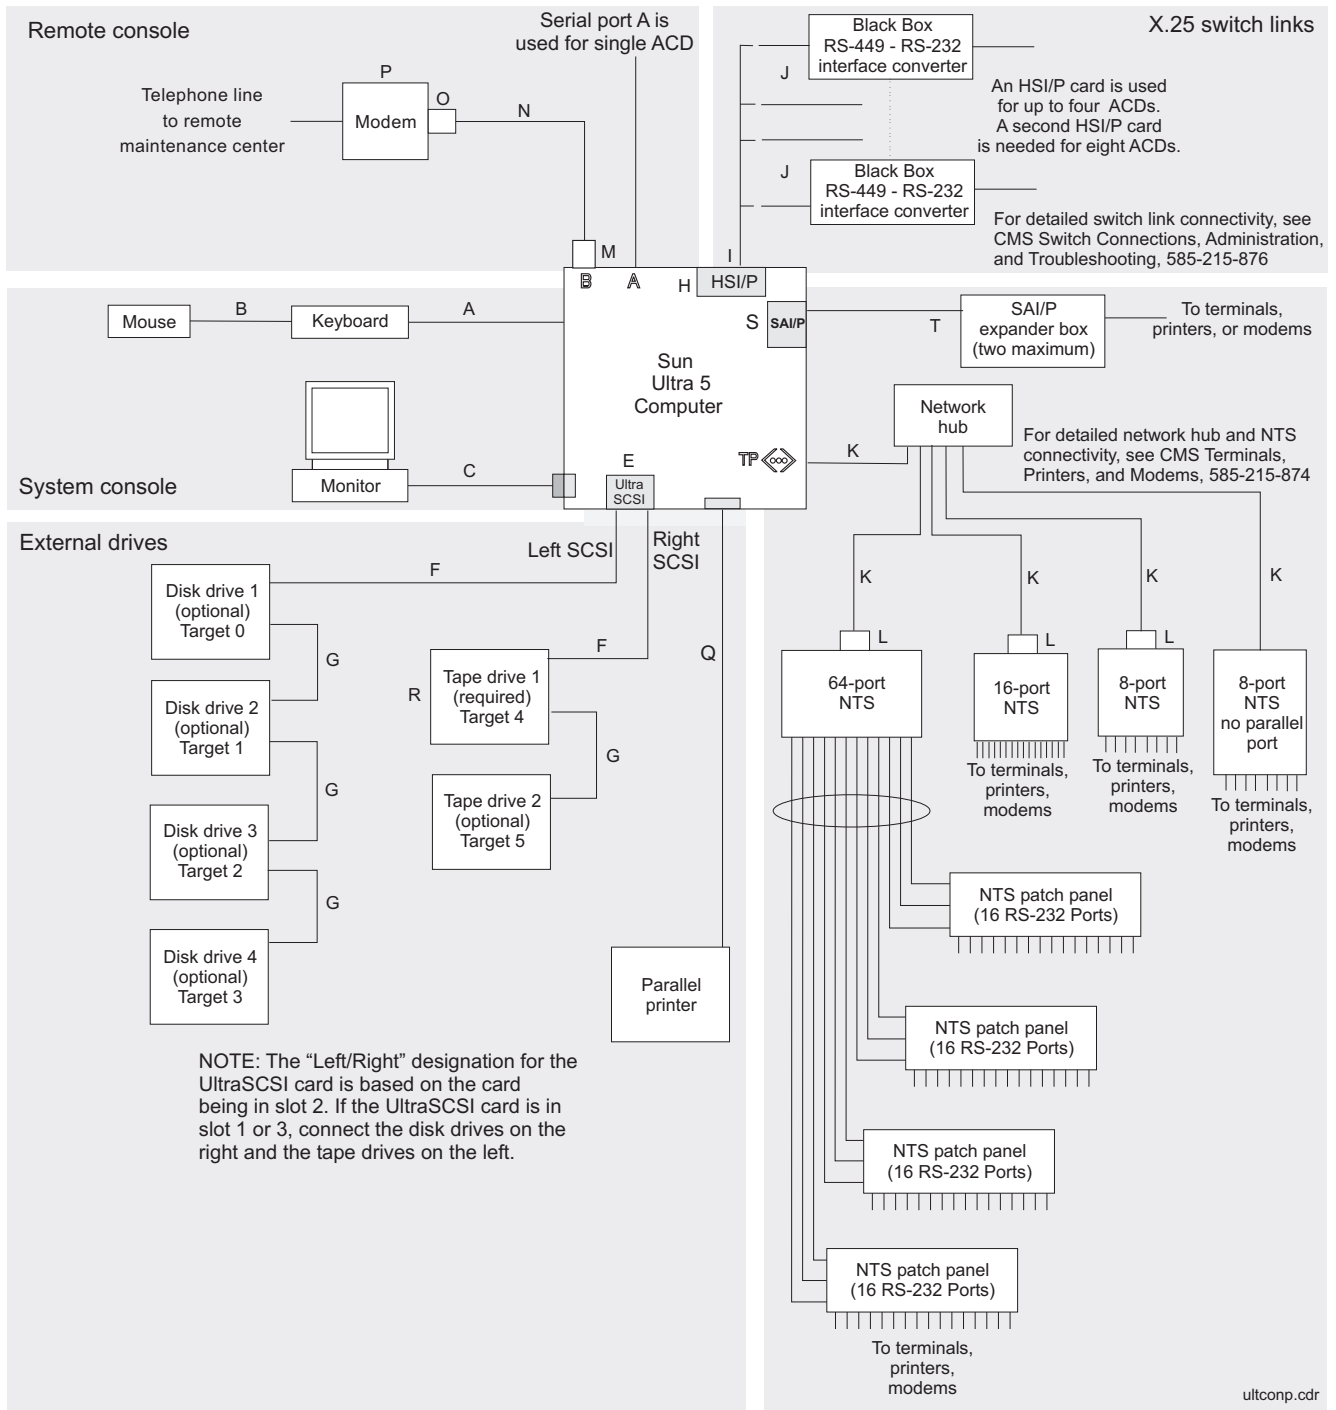 Remote console
Serial port A is
used for single ACD
P
O
N
Telephone line
to remote
maintenance center
Modem
M
X.25 switch links
Black Box
RS-449 - RS-232
interface converter
J
An HSI/P card is used
for up to four ACDs.
A second HSI/P card
is needed for eight ACDs.
J
Black Box
RS-449 - RS-232
interface converter
For detailed switch link connectivity, see
CMS Switch Connections, Administration,
and Troubleshooting, 585-215-876
I
B
A
H
HSI/P
Mouse
B
Keyboard
A
S
SAI/P
T
SAI/P
expander box
(two maximum)
To terminals,
printers, or modems
Sun
Ultra 5
Computer
Monitor
C
System console
E
Ultra
SCSI
TP
K
Network
hub
For detailed network hub and NTS
connectivity, see CMS Terminals,
Printers, and Modems, 585-215-874
External drives
Left SCSI
Right
SCSI
F
Disk drive 1
(optional)
Target 0
G
Disk drive 2
(optional)
Target 1
G
Disk drive 3
(optional)
Target 2
G
Disk drive 4
(optional)
Target 3
F
R
Tape drive 1
(required)
Target 4
G
Tape drive 2
(optional)
Target 5
Q
Parallel
printer
NOTE: The “Left/Right” designation for the
UltraSCSI card is based on the card
being in slot 2. If the UltraSCSI card is in
slot 1 or 3, connect the disk drives on the
right and the tape drives on the left.
K
K
K
K
L
L
L
64-port
NTS
16-port
NTS
8-port
NTS
8-port
NTS
no parallel
port
To terminals,
printers,
modems
To terminals,
printers,
modems
To terminals,
printers,
modems
NTS patch panel
(16 RS-232 Ports)
NTS patch panel
(16 RS-232 Ports)
NTS patch panel
(16 RS-232 Ports)
NTS patch panel
(16 RS-232 Ports)
To terminals,
printers,
modems
ultconp.cdr